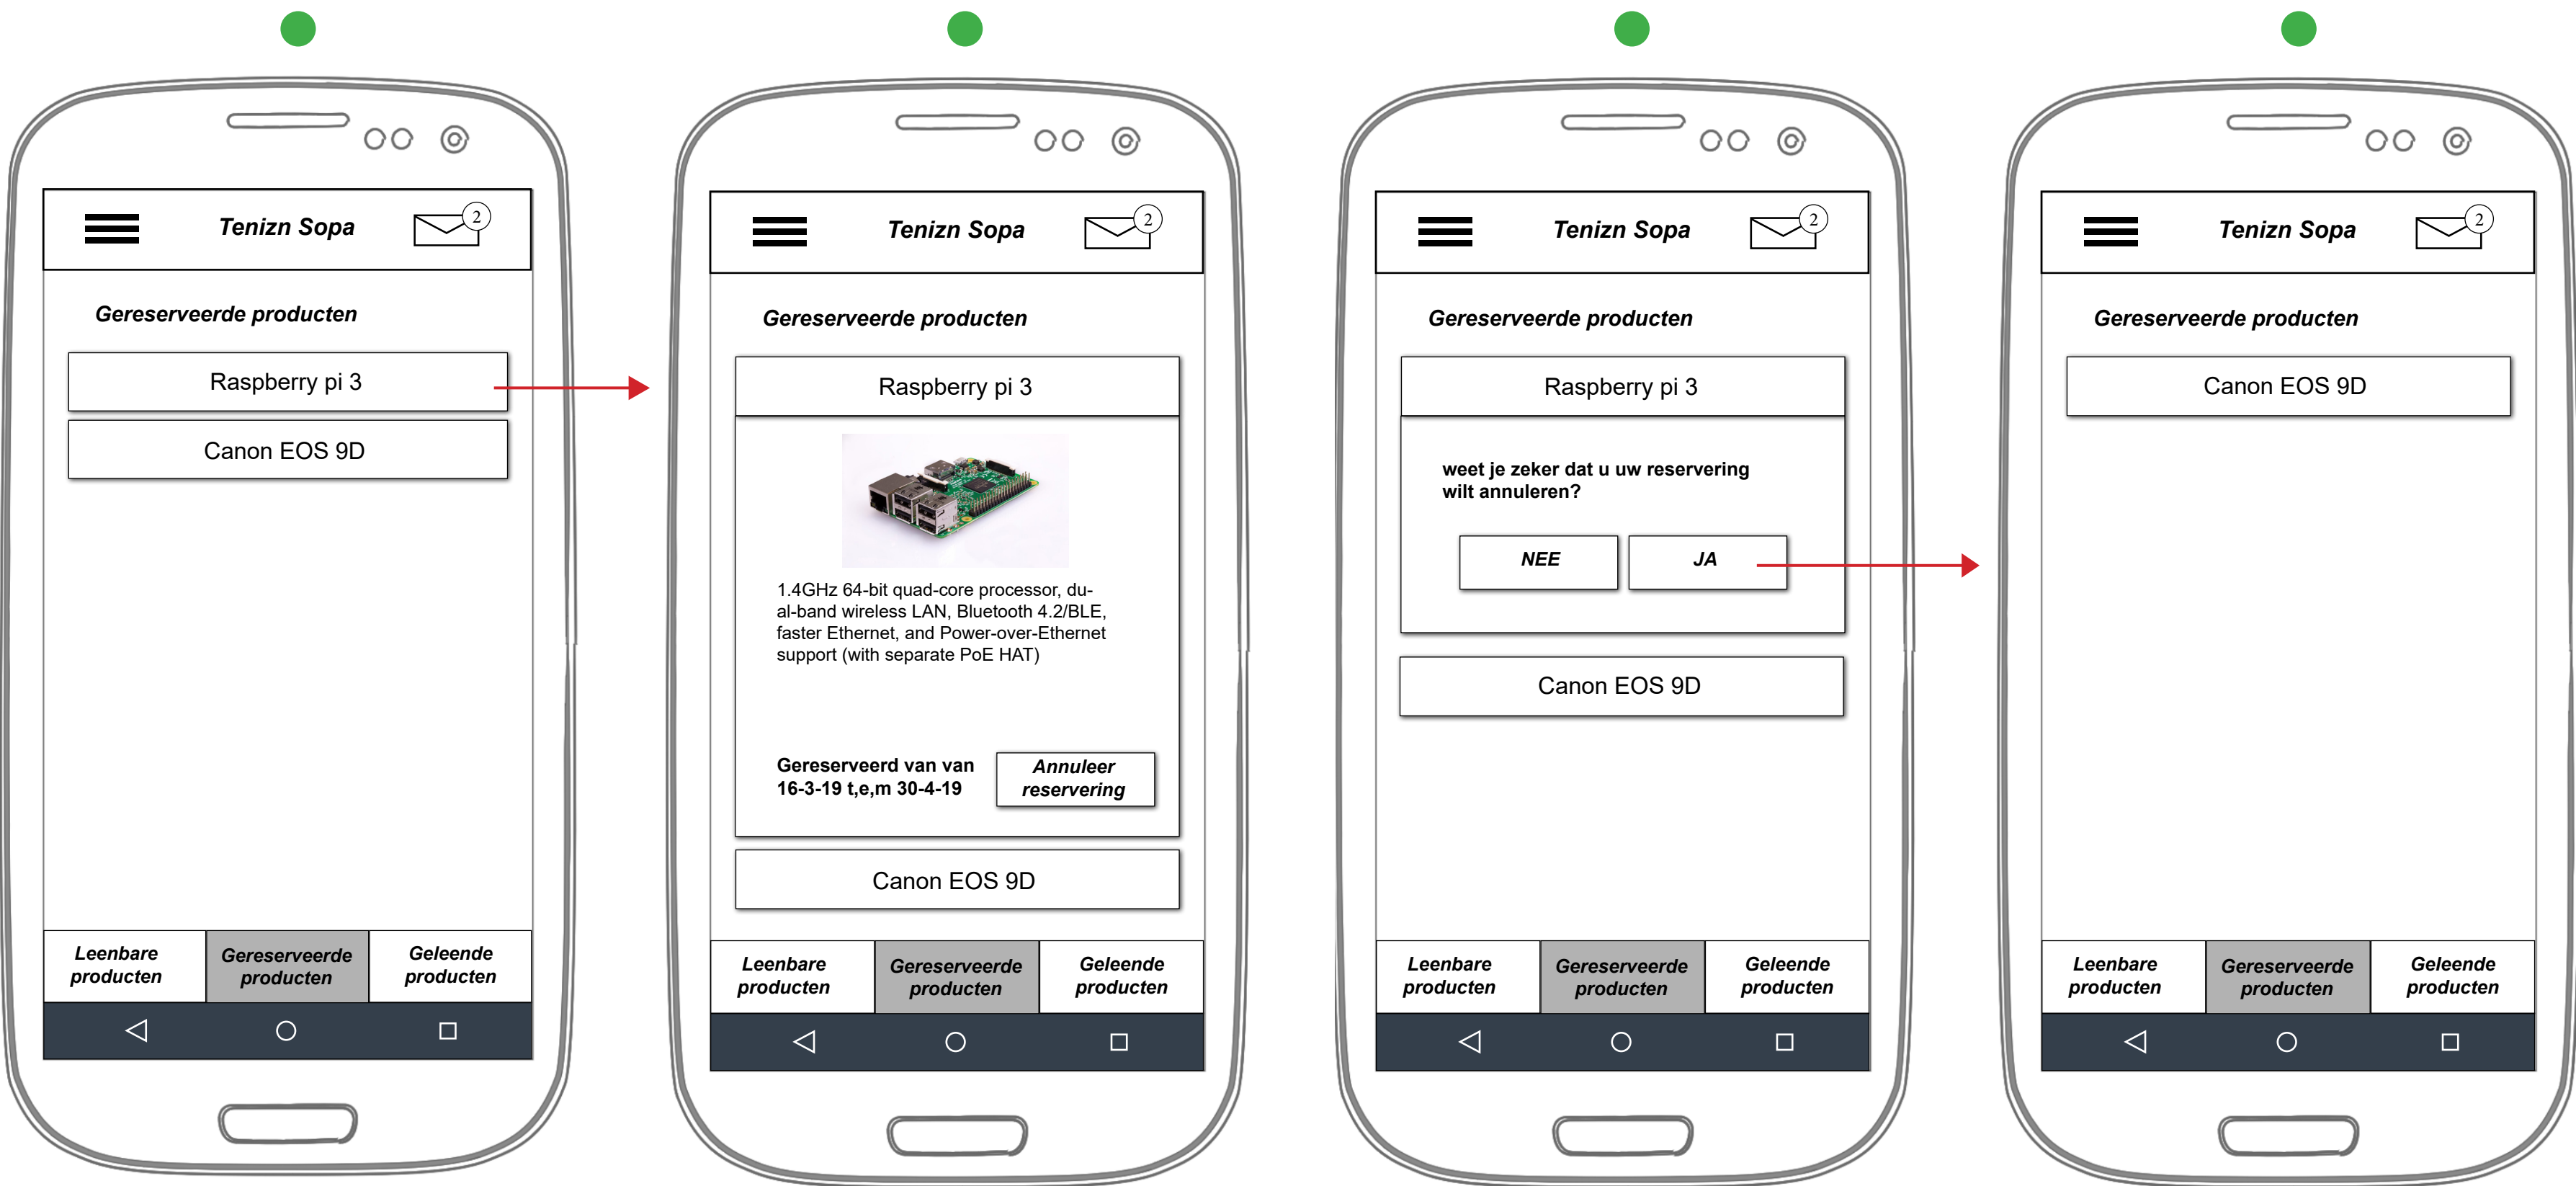 Tenizn Sopa
2
Gereserveerde producten
Raspberry pi 3
Canon EOS 9D
Leenbare
producten
Gereserveerde
producten
Geleende
producten
Tenizn Sopa
2
Gereserveerde producten
Raspberry pi 3
1.4GHz 64-bit quad-core processor, du-
al-band wireless LAN, Bluetooth 4.2/BLE,
faster Ethernet, and Power-over-Ethernet
support (with separate PoE HAT)
Gereserveerd van van
16-3-19 t,e,m 30-4-19
Annuleer
reservering
Canon EOS 9D
Leenbare
producten
Gereserveerde
producten
Geleende
producten
Tenizn Sopa
2
Gereserveerde producten
Raspberry pi 3
weet je zeker dat u uw reservering
wilt annuleren?
NEE
JA
Canon EOS 9D
Leenbare
producten
Gereserveerde
producten
Geleende
producten
Tenizn Sopa
2
Gereserveerde producten
Canon EOS 9D
Leenbare
producten
Gereserveerde
producten
Geleende
producten